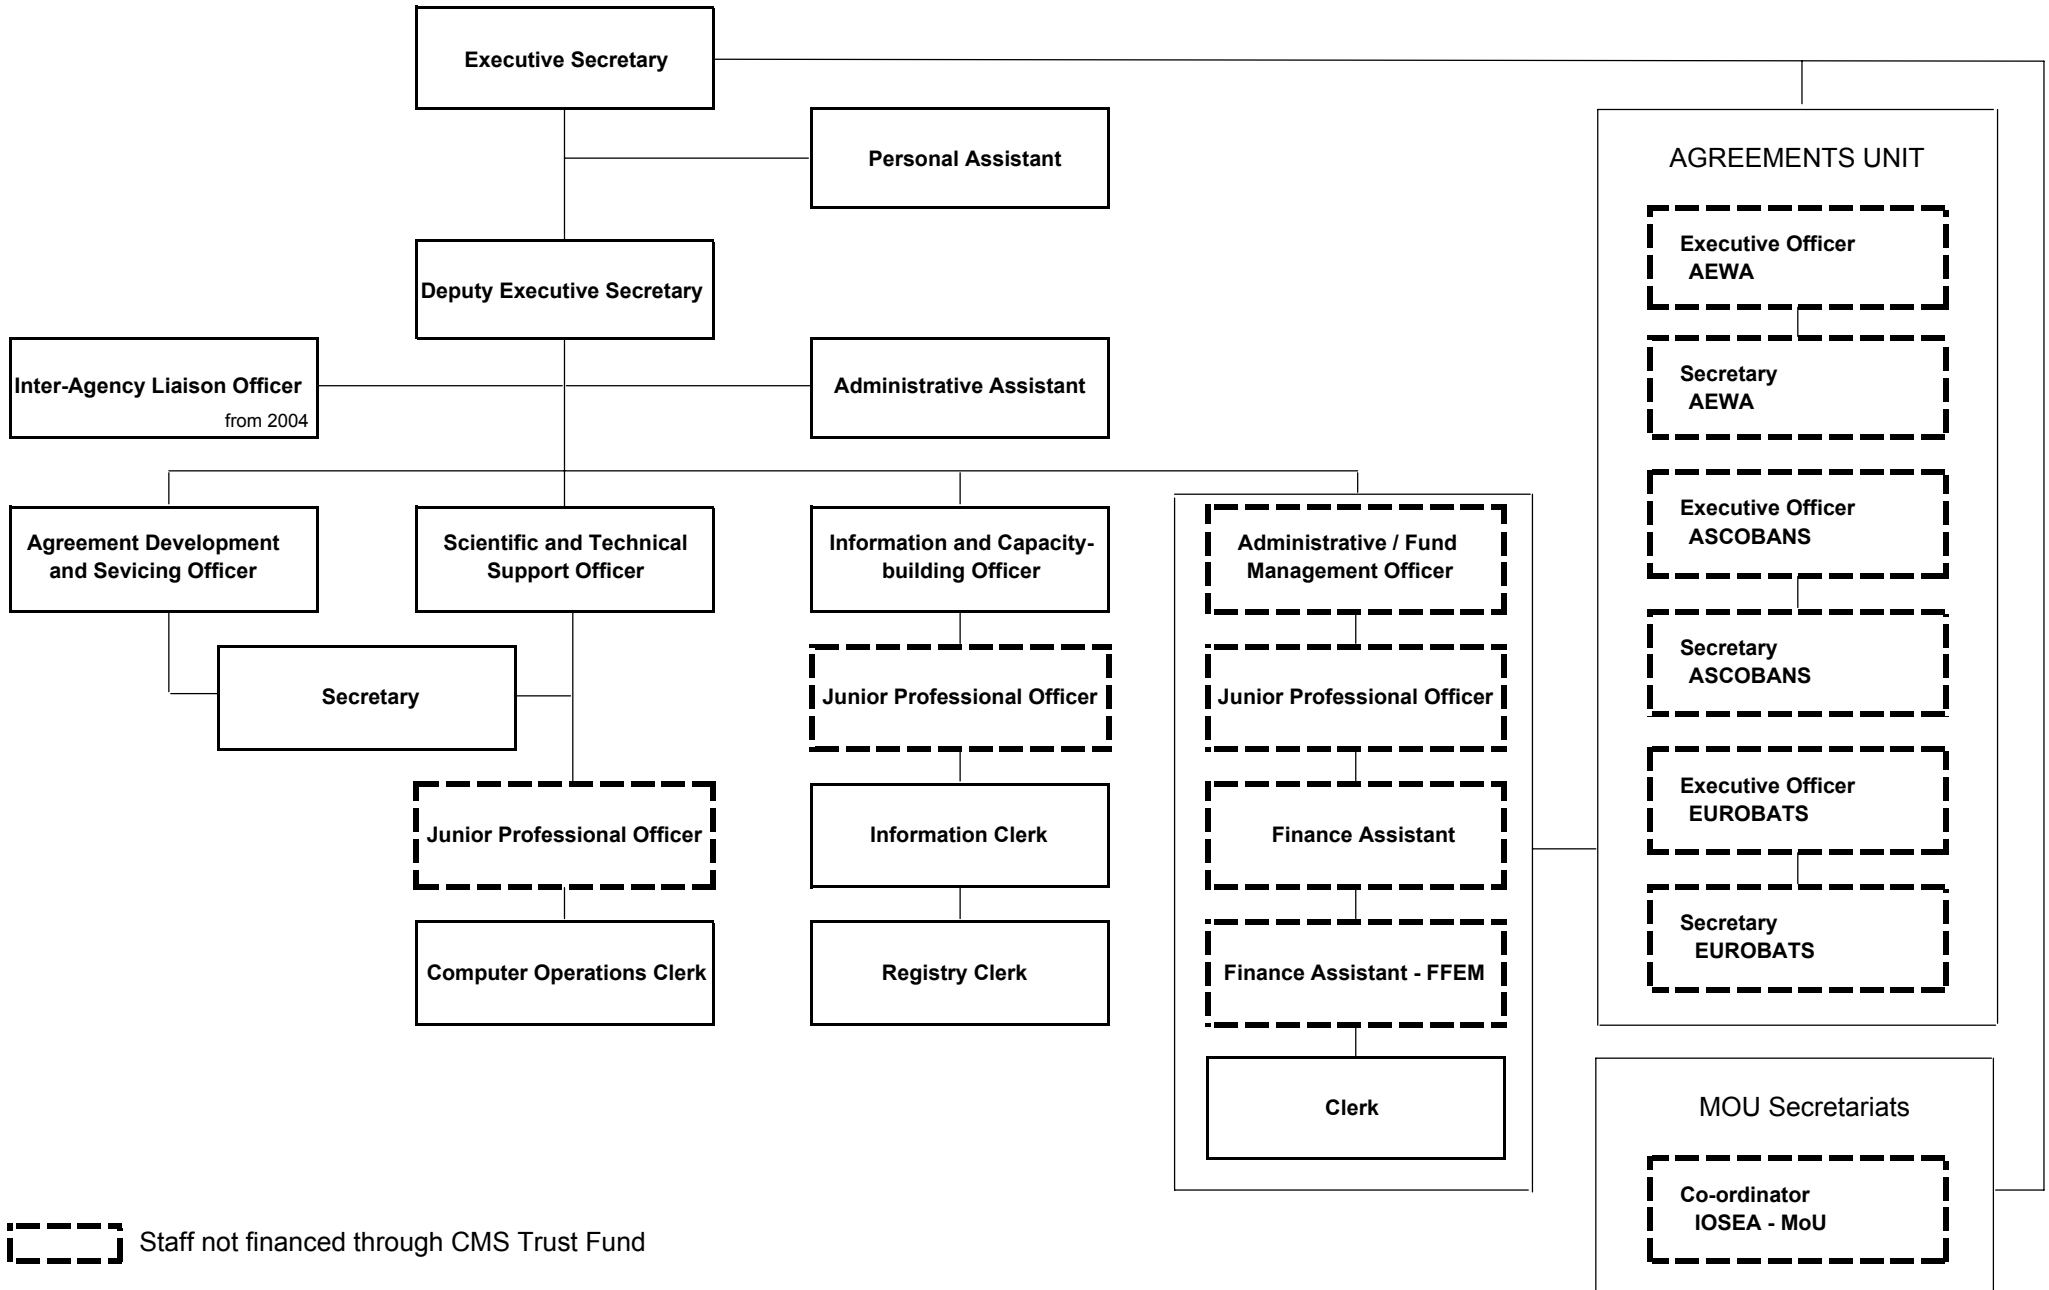 Executive Secretary
Personal Assistant
Deputy Executive Secretary
Inter-Agency Liaison Officer
from 2004
Administrative Assistant
Agreement Development
and Sevicing Officer
Scientific and Technical
Support Officer
Information and Capacity-
building Officer
Administrative / Fund
Management Officer
Secretary
Junior Professional Officer
Junior Professional Officer
Junior Professional Officer
Information Clerk
Finance Assistant
Computer Operations Clerk
Registry Clerk
Finance Assistant - FFEM
Clerk
AGREEMENTS UNIT
Executive Officer
AEWA
Secretary
AEWA
Executive Officer
ASCOBANS
Secretary
ASCOBANS
Executive Officer
EUROBATS
Secretary
EUROBATS
MOU Secretariats
Co-ordinator
IOSEA - MoU
Staff not financed through CMS Trust Fund